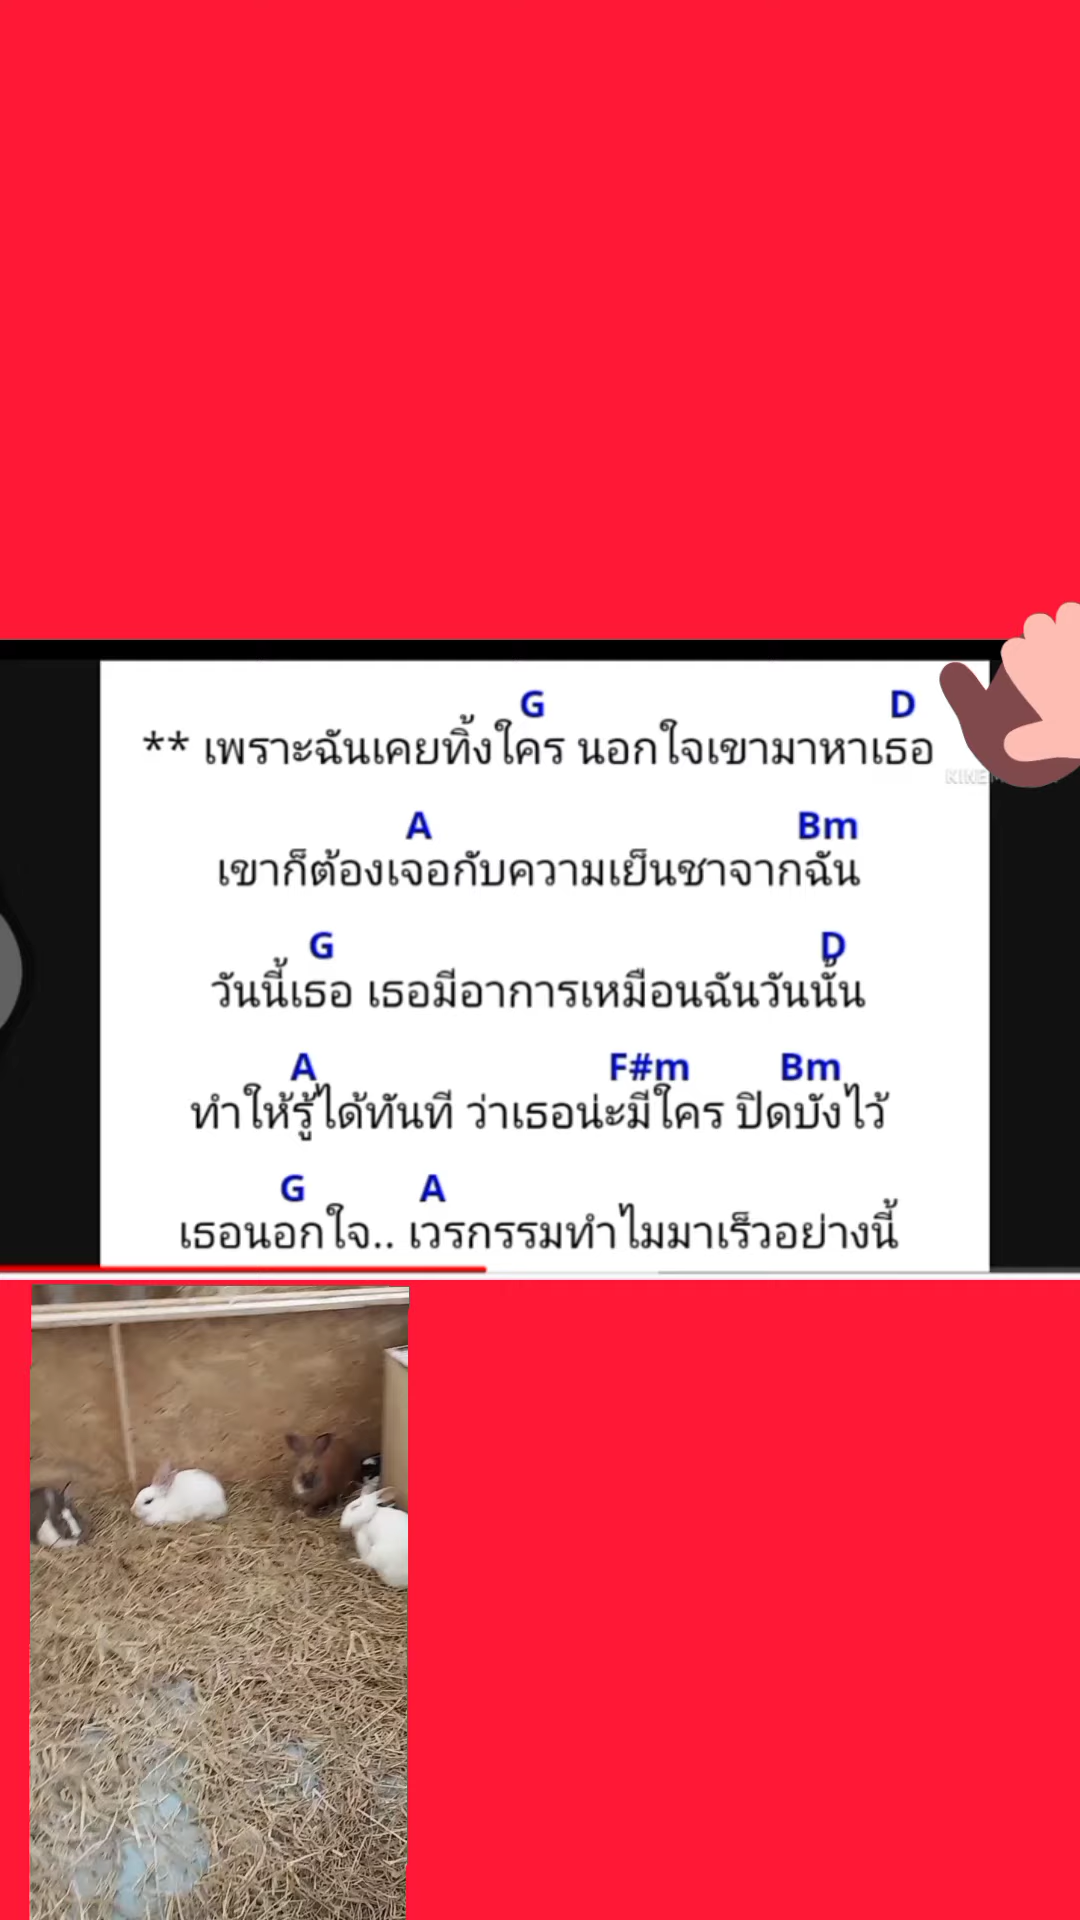 G D
** เพราะฉันเคยทิ้งใคร นอกใจเขามาหาเธอ
A Bm
เขาก็ต้องเจอกับความเย็นชาจากฉัน
G D
วันนี้เธอ เธอมีอาการเหมือนฉันวันนั้น
A F#m Bm
ทำให้รู้ได้ทันที ว่าเธอน่ะมีใคร ปิดบังไว้
G A
เธอนอกใจ.. เวรกรรมทำไมมาเร็วอย่างนี้